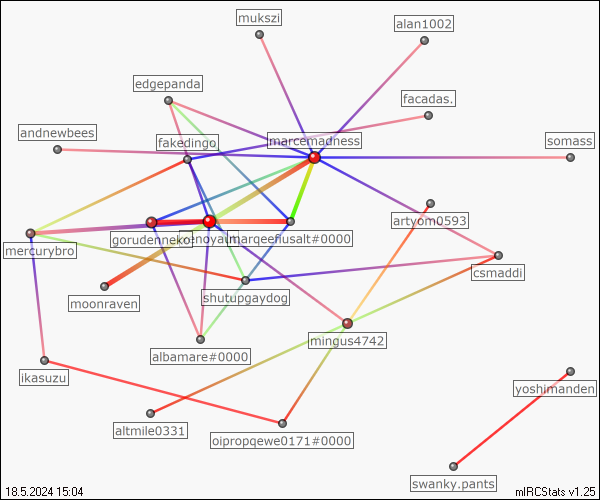 mukszi
alan1002
edgepanda
facadas.
andnewbees
fakedingo
marcemadness
somass
artyom0593
mercurybro
gorudenneko
marqeefiusalt#0000
csmaddi
moonraven
shutupgaydog
mingus4742
albamare#0000
ikasuzu
yoshimanden
altmile0331
oipropqewe0171#0000
swanky.pants
18.5.2024 15:04
mIRCStats v1.25